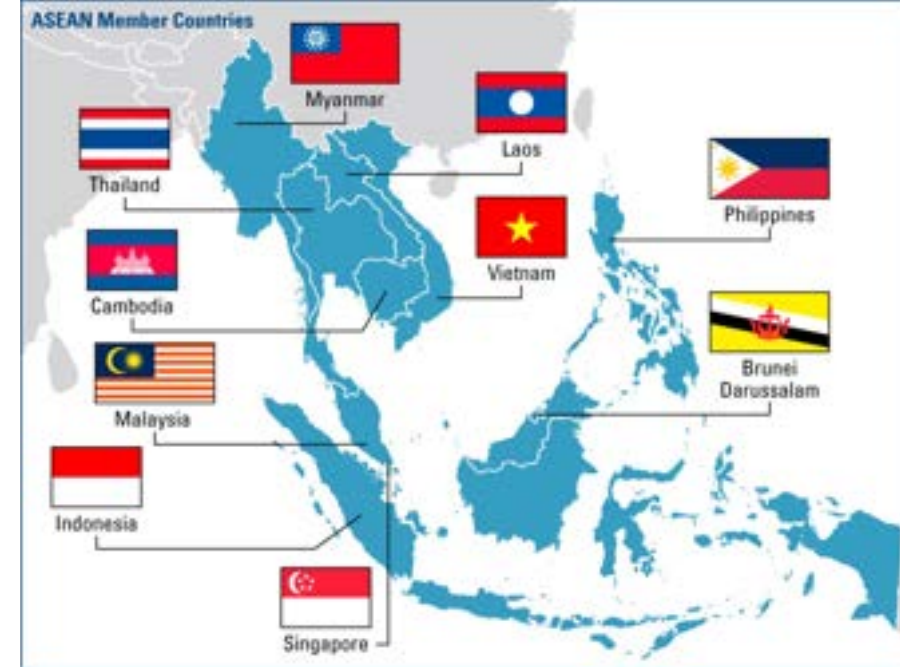 ASEAN Member Countries
Myanmar
Laos
Thailand
Philippines
Vietnam
Cambodia
Brunei
Darussalam
Malaysia
Indonesia
Singapore